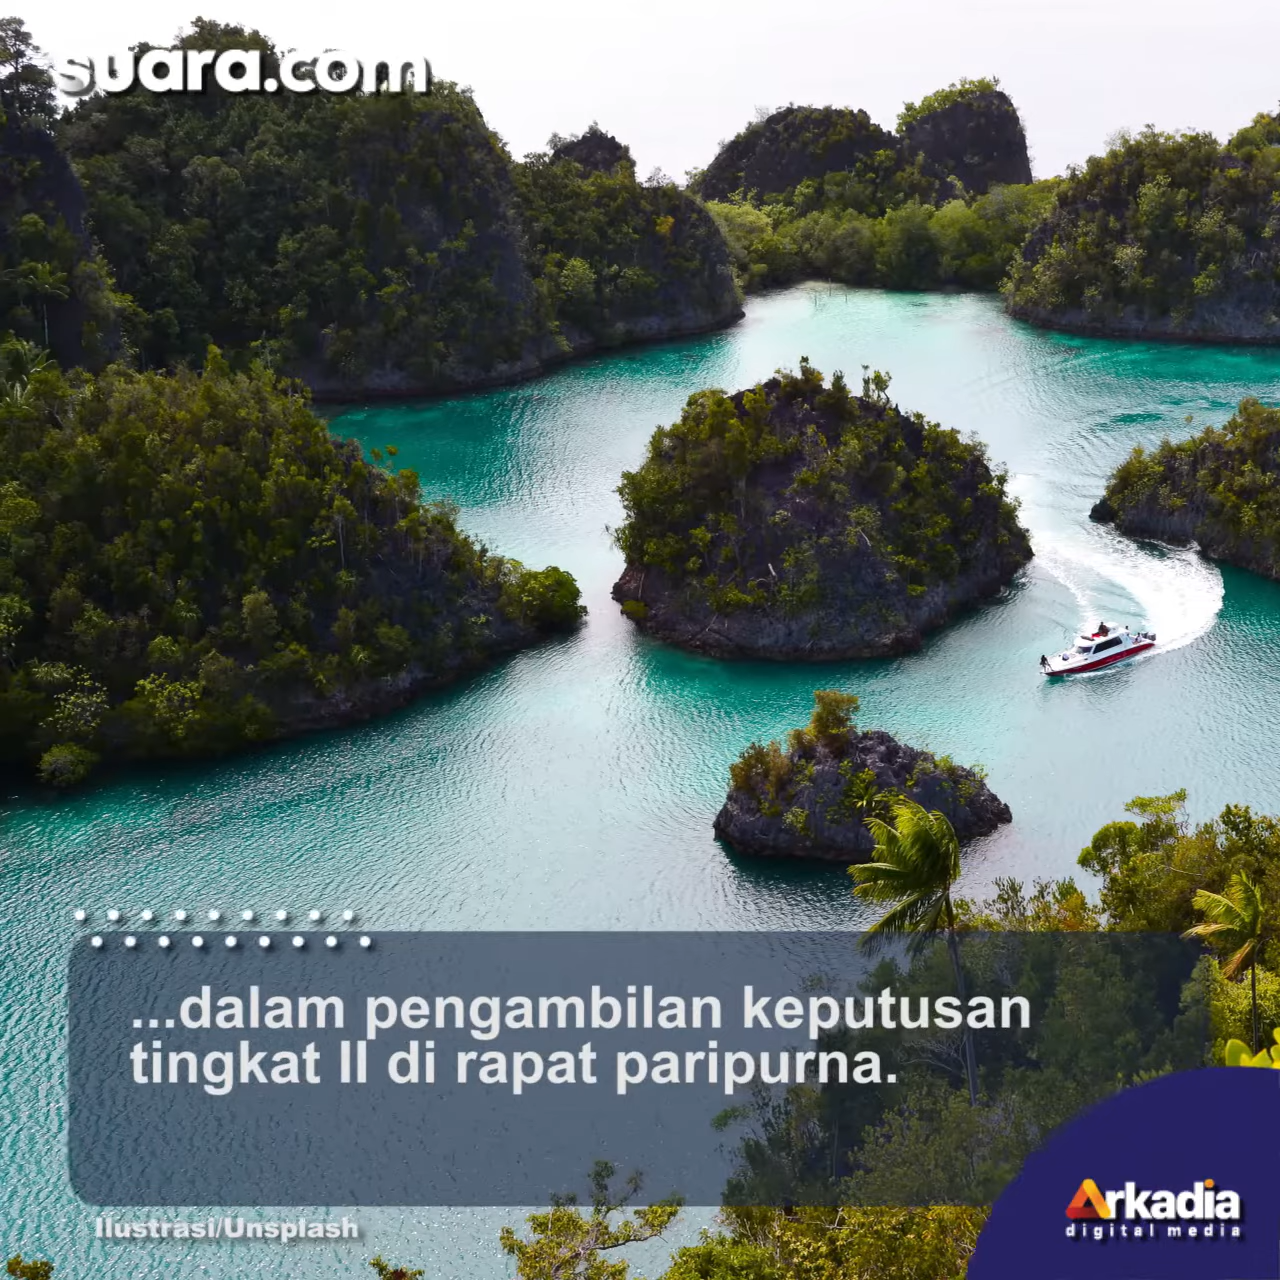 suara.com
...dalam pengambilan keputusan
tingkat II di rapat paripurna.
Ilustrasi/Unsplash
Arkadia
digital media